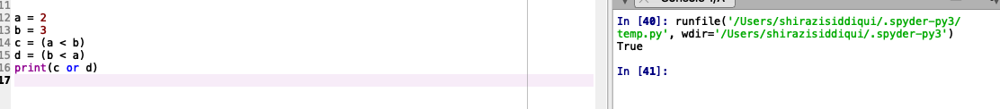 11
12 a = 2
13 b = 3
14 c = (a < b)
15 d = (b < a)
16 print(c or d)
17
In [40]: runfile('/Users/shirazisiddiqui/.spyder-py3/
temp.py', wdir='/Users/shirazisiddiqui/.spyder-py3')
True
In [41]: